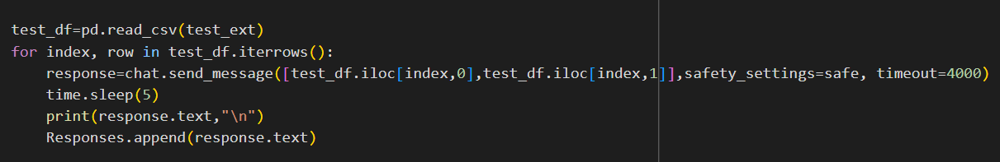 test_df=pd.read_csv(test_ext)
for index, row in test_df.iterrows():
    response=chat.send_message([test_df.iloc[index,0],test_df.iloc[index,1]],safety_settings=safe, timeout=4000)
    time.sleep(5)
    print(response.text,"\n")
    Responses.append(response.text)